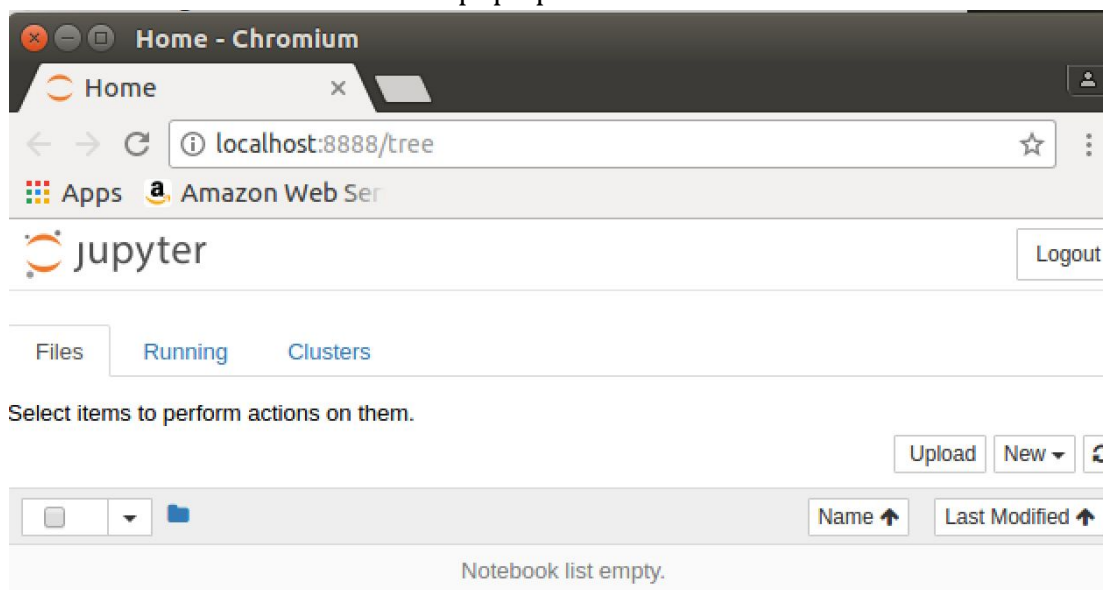 Home - Chromium
Home
localhost:8888/tree
Apps Amazon Web Ser
jupyter
Logout
Files Running Clusters
Select items to perform actions on them.
Upload New
Name Last Modified
Notebook list empty.